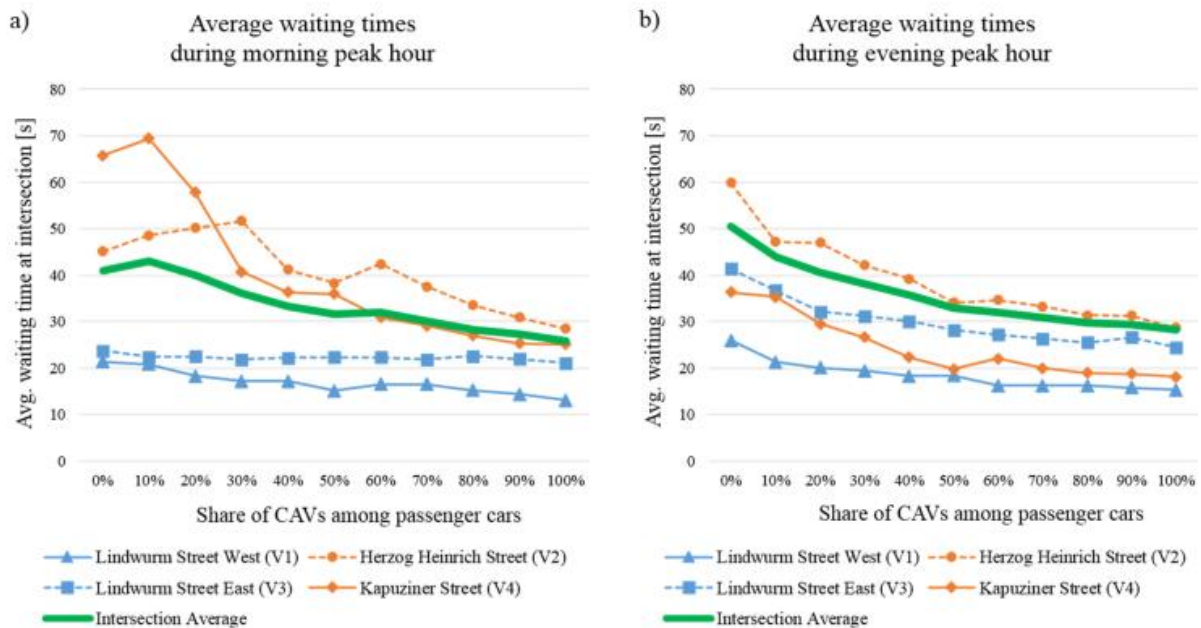 a)
Average waiting times
during morning peak hour
Avg. waiting time at intersection [s]
80
70
60
50
40
30
20
10
0
0% 10% 20% 30% 40% 50% 60% 70% 80% 90% 100%
Share of CAVs among passenger cars
Lindwurm Street West (V1) Herzog Heinrich Street (V2)
Lindwurm Street East (V3) Kapuziner Street (V4)
Intersection Average
b)
Average waiting times
during evening peak hour
Avg. waiting time at intersection [s]
80
70
60
50
40
30
20
10
0
0% 10% 20% 30% 40% 50% 60% 70% 80% 90% 100%
Share of CAVs among passenger cars
Lindwurm Street West (V1) Herzog Heinrich Street (V2)
Lindwurm Street East (V3) Kapuziner Street (V4)
Intersection Average